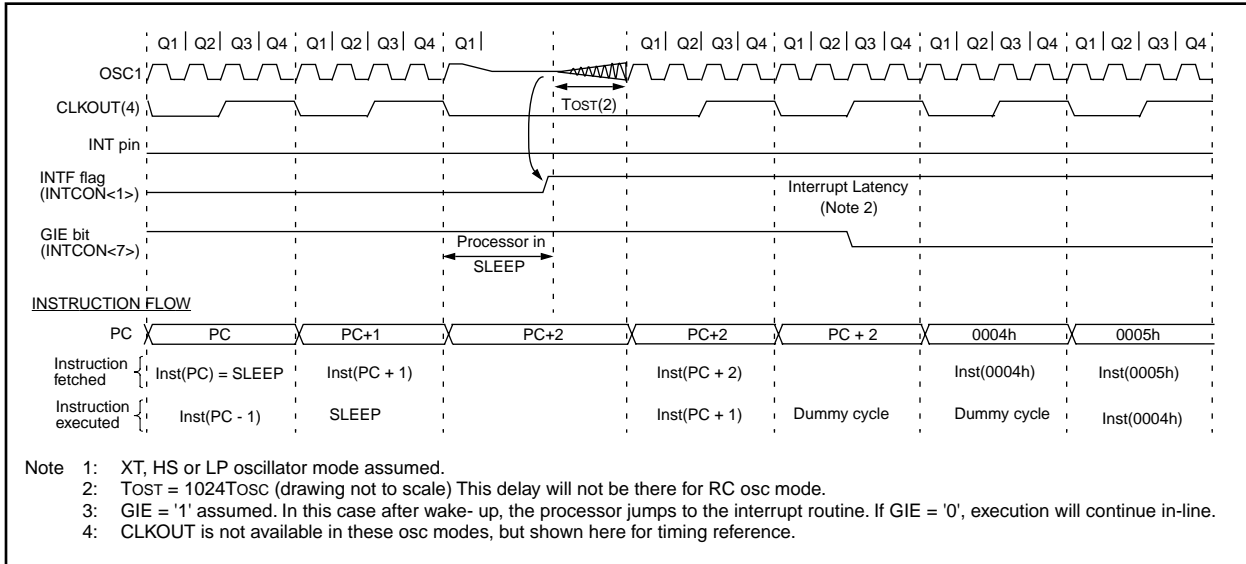 Q1 Q2 Q3 Q4 Q1 Q2 Q3 Q4 Q1 Q1 Q2 Q3 Q4 Q1 Q2 Q3 Q4 Q1 Q2 Q3 Q4 Q1 Q2 Q3 Q4
OSC1
TOST(2)
CLKOUT(4)
INT pin
INTF flag
(INTCON<1>)
Interrupt Latency
(Note 2)
GIE bit
(INTCON<7>)
Processor in
SLEEP
INSTRUCTION FLOW
PC PC PC+1 PC+2 PC+2 PC + 2 0004h 0005h
Instruction
fetched
Inst(PC) = SLEEP Inst(PC + 1) Inst(PC + 2) Inst(0004h) Inst(0005h)
Instruction
executed
Inst(PC - 1) SLEEP Inst(PC + 1) Dummy cycle Dummy cycle Inst(0004h)
Note 1: XT, HS or LP oscillator mode assumed.
2: TOST = 1024TOSC (drawing not to scale) This delay will not be there for RC osc mode.
3: GIE = '1' assumed. In this case after wake- up, the processor jumps to the interrupt routine. If GIE = '0', execution will continue in-line.
4: CLKOUT is not available in these osc modes, but shown here for timing reference.